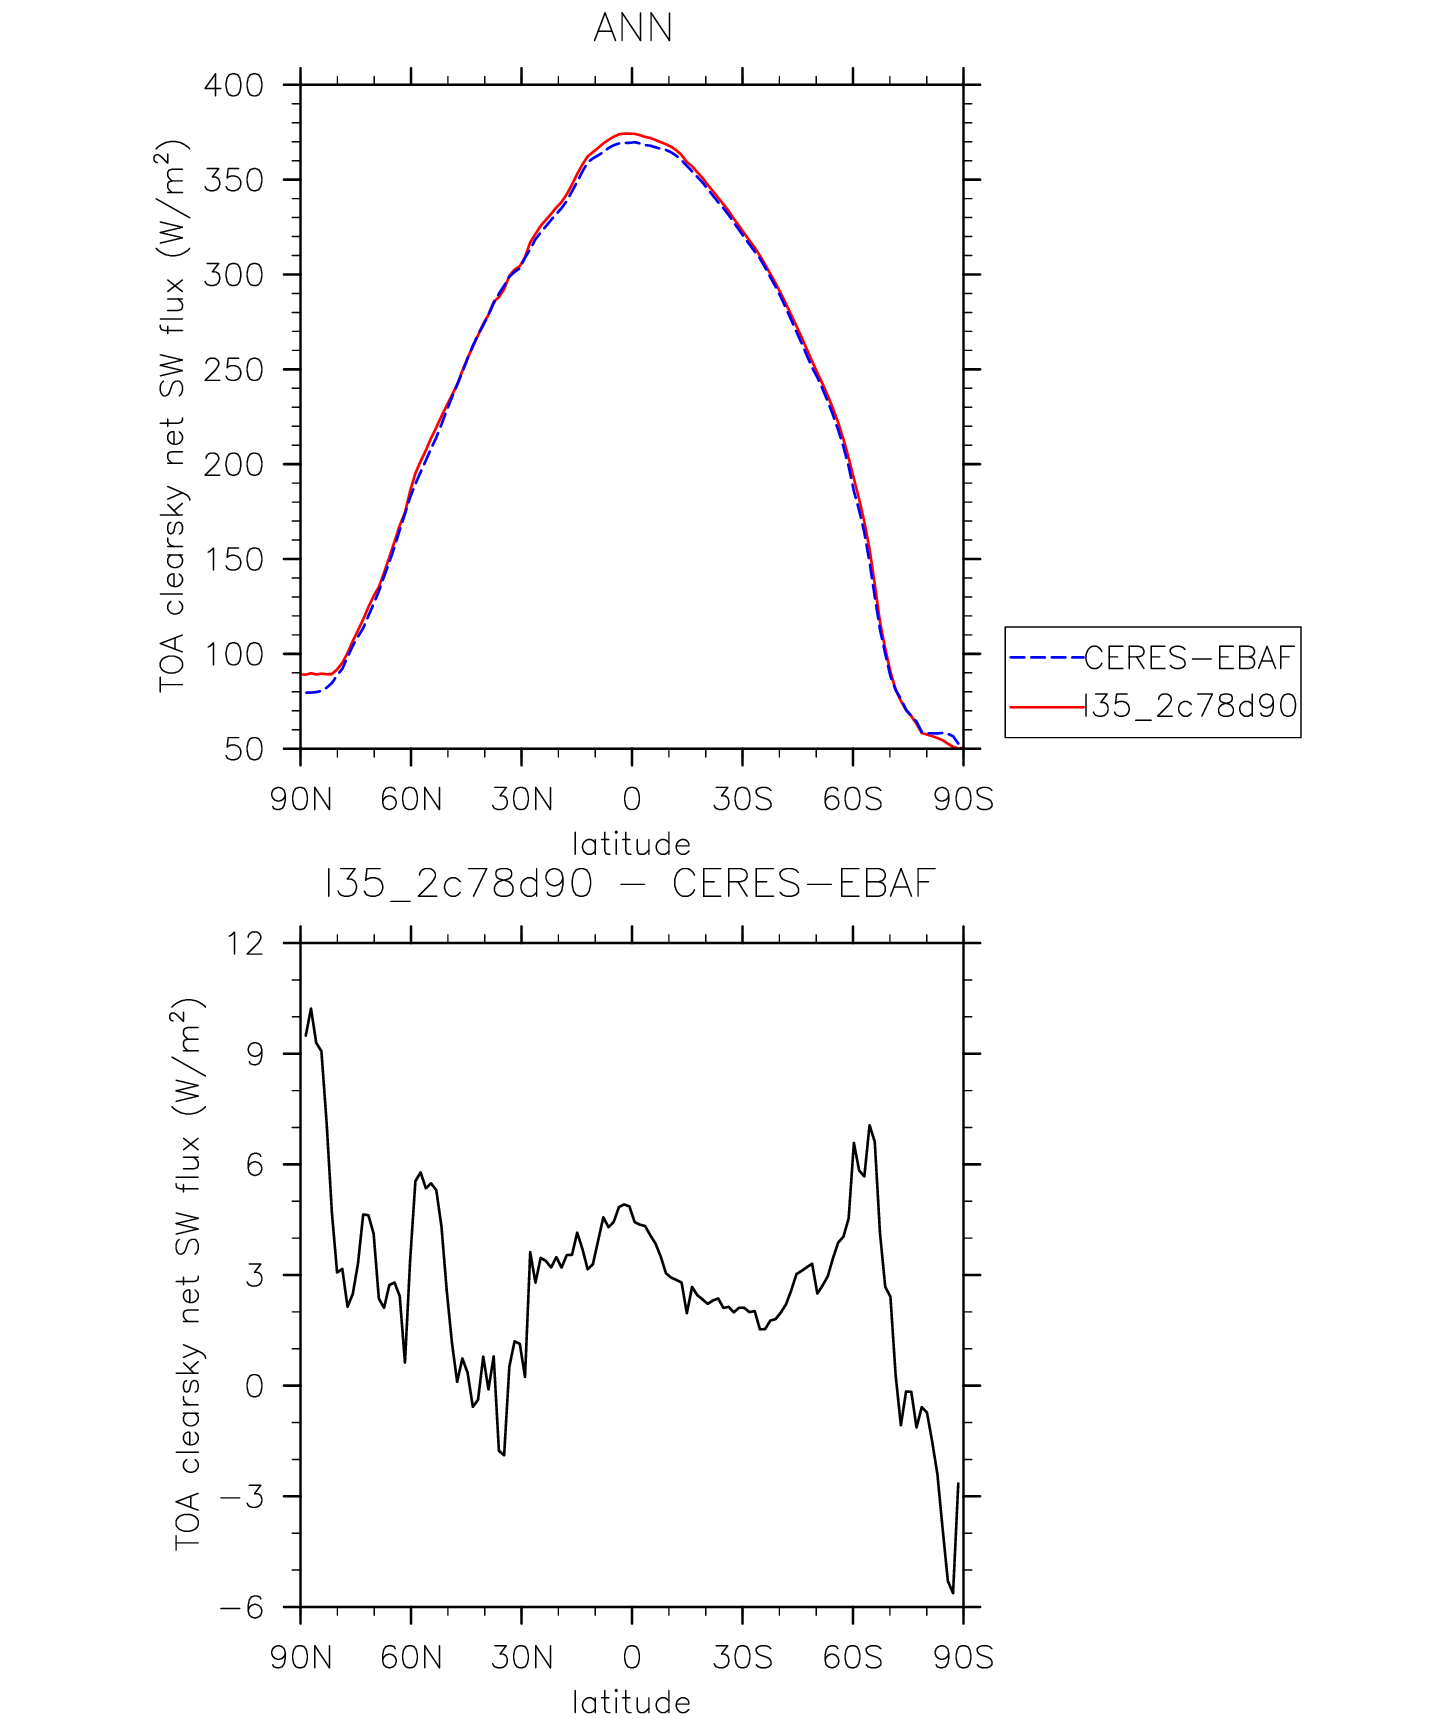 ANN
TOA clearsky net SW flux (W/m²)
400
350
300
250
200
150
100
50
90N 60N 30N 0 30S 60S 90S
latitude
CERES-EBAF
I35_2c78d90
I35_2c78d90 - CERES-EBAF
TOA clearsky net SW flux (W/m²)
12
9
6
3
0
-3
-6
90N 60N 30N 0 30S 60S 90S
latitude